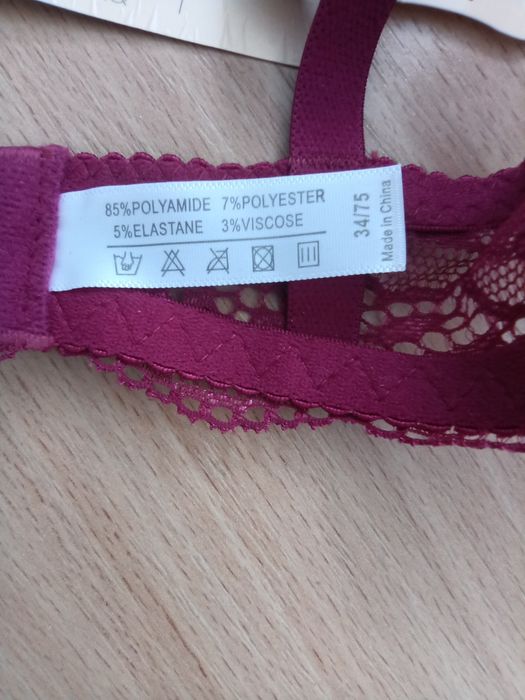 85%POLYAMIDE 7%POLYESTER
5%ELASTANE 3%VISCOSE
34/75
Made in China